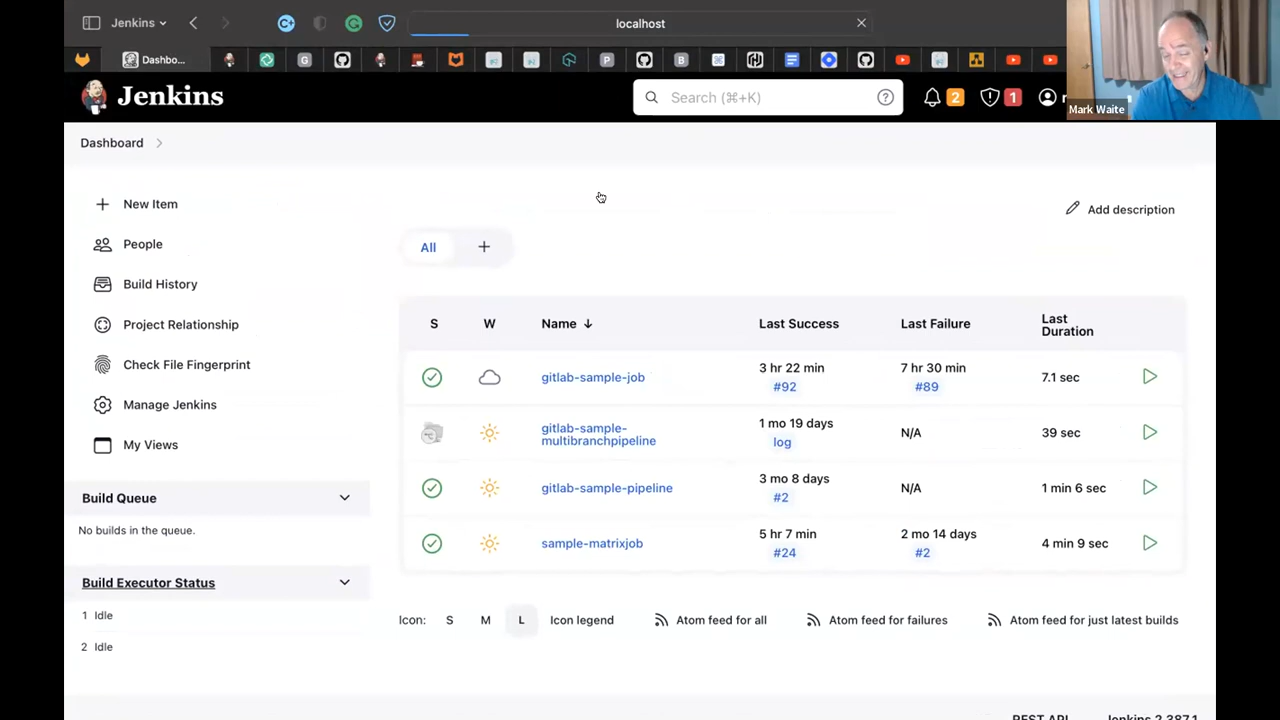 Jenkins
localhost
Dashbo...
Jenkins
Search (⌘+K)
2
1
Mark Waite
Dashboard
New Item
People
Build History
Project Relationship
Check File Fingerprint
Manage Jenkins
My Views
Build Queue
No builds in the queue.
Build Executor Status
1 Idle
2 Idle
Add description
All
S W Name ↓ Last Success Last Failure Last
Duration
gitlab-sample-job 3 hr 22 min #92 7 hr 30 min #89 7.1 sec
gitlab-sample-
multibranchpipeline 1 mo 19 days log N/A 39 sec
gitlab-sample-pipeline 3 mo 8 days #2 N/A 1 min 6 sec
sample-matrixjob 5 hr 7 min #24 2 mo 14 days #2 4 min 9 sec
Icon: S M L Icon legend Atom feed for all Atom feed for failures Atom feed for just latest builds
REST API Jenkins 2.387.1